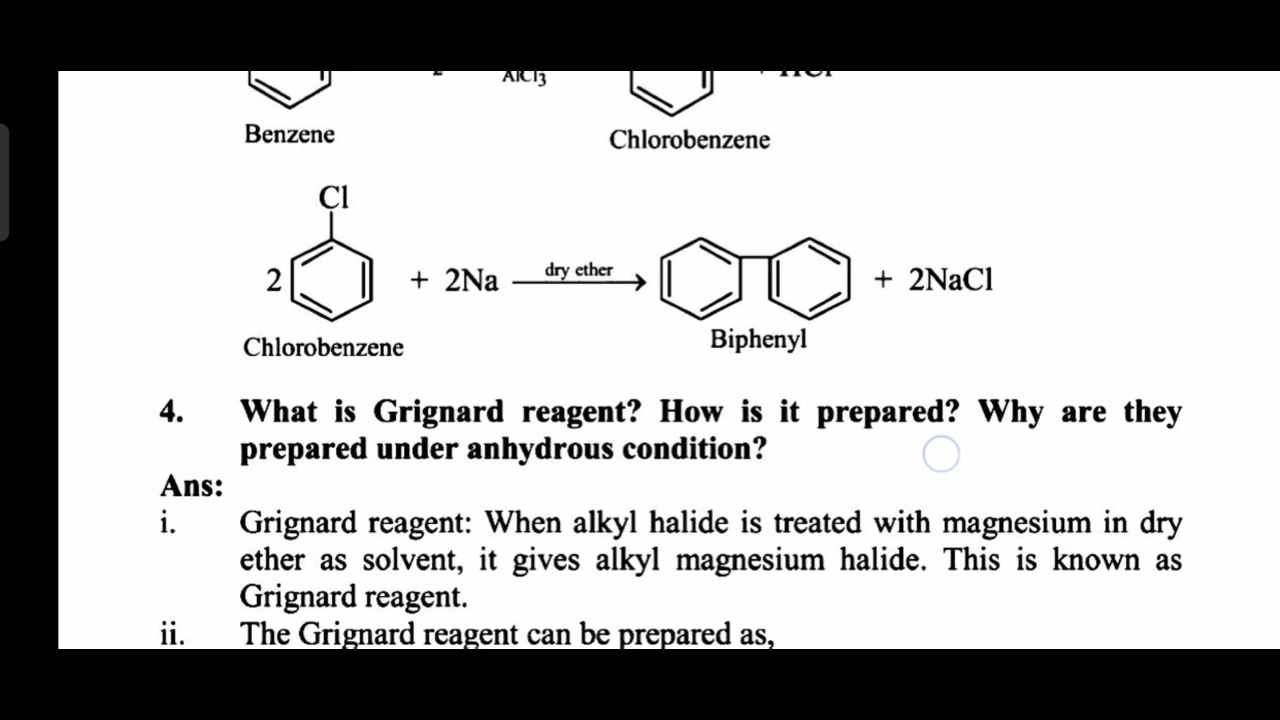 AlCl3
Benzene
Chlorobenzene
Cl
2 + 2Na dry ether + 2NaCl
Chlorobenzene
Biphenyl
4. What is Grignard reagent? How is it prepared? Why are they
prepared under anhydrous condition?
Ans:
i. Grignard reagent: When alkyl halide is treated with magnesium in dry
ether as solvent, it gives alkyl magnesium halide. This is known as
Grignard reagent.
ii. The Grignard reagent can be prepared as,